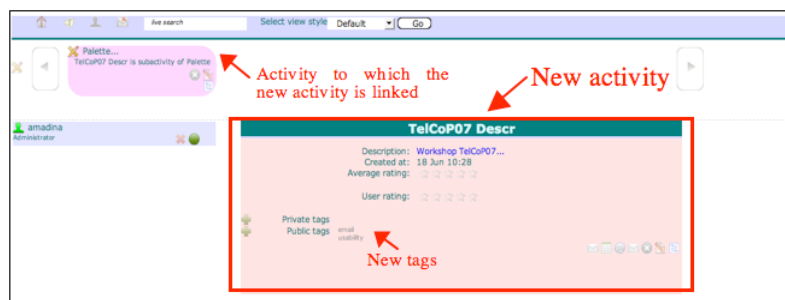 live search
Select view style
Default
Go
Palette...
TelCoP07 Descr is subactivity of Palette
Activity to which the
new activity is linked
New activity
amadina
Administrator
TelCoP07 Descr
Description: Workshop TelCoP07...
Created at: 18 Jun 10:28
Average rating:
User rating:
Private tags
Public tags
email
usability
New tags